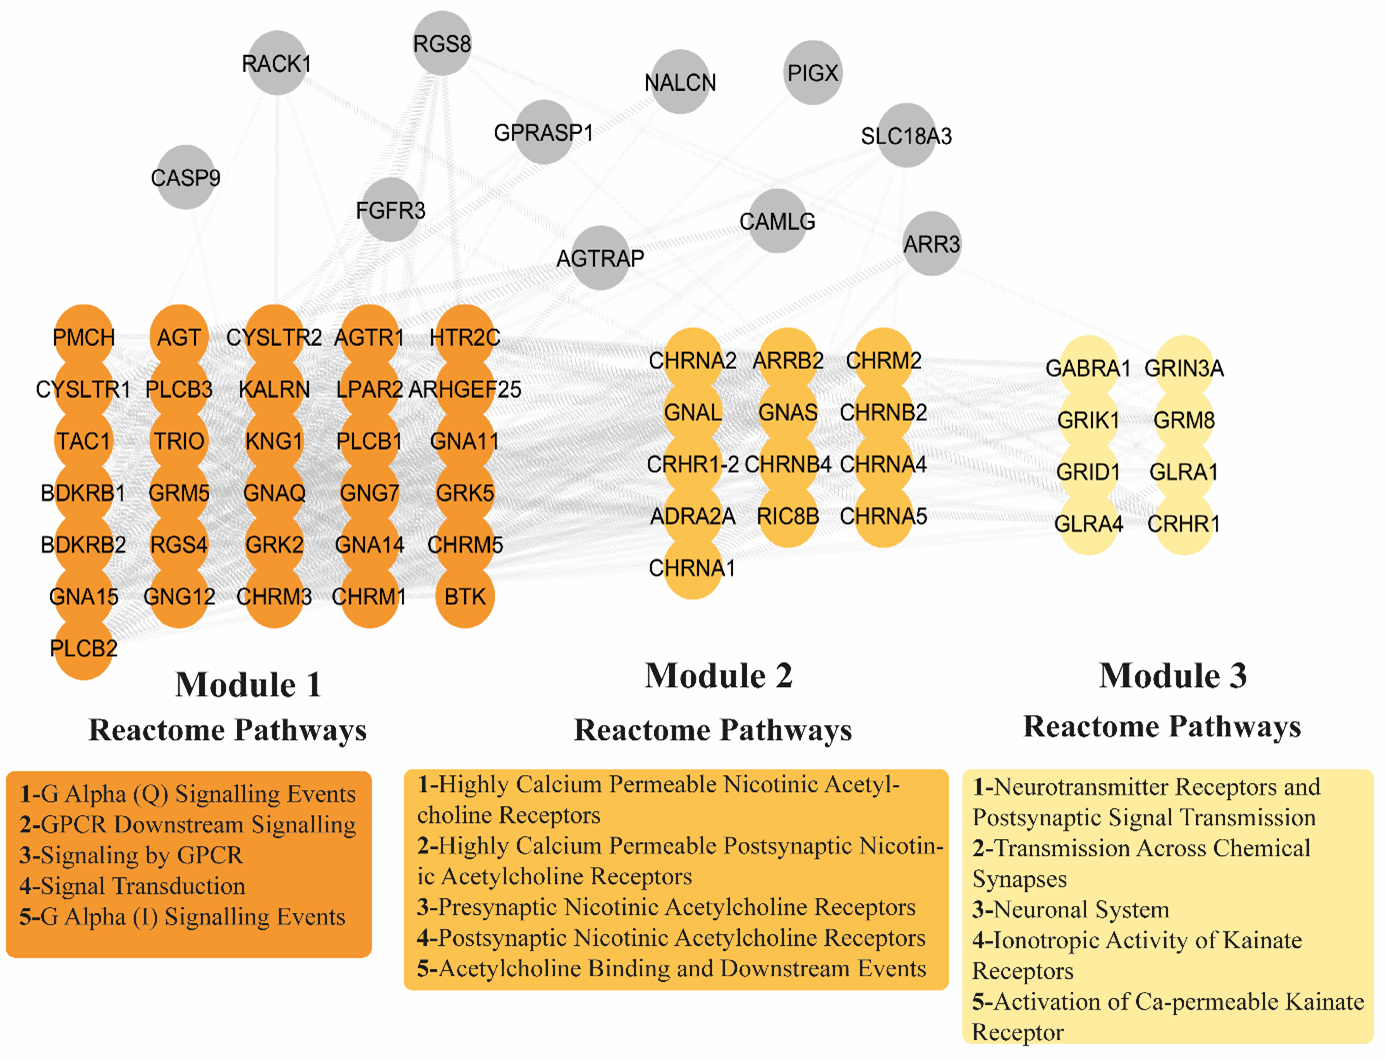 RACK1
RGS8
NALCN
PIGX
GPRASP1
SLC18A3
CASP9
FGFR3
CAMLG
AGTRAP
ARR3
PMCH AGT CYSLTR2 AGTR1 HTR2C
CYSLTR1 PLCB3 KALRN LPAR2 ARHGEF25
TAC1 TRIO KNG1 PLCB1 GNA11
BDKRB1 GRM5 GNAQ GNG7 GRK5
BDKRB2 RGS4 GRK2 GNA14 CHRM5
GNA15 GNG12 CHRM3 CHRM1 BTK
PLCB2
CHRNA2 ARRB2 CHRM2
GNAL GNAS CHRNB2
CRHR1-2 CHRNB4 CHRNA4
ADRA2A RIC8B CHRNA5
CHRNA1
GABRA1 GRIN3A
GRIK1 GRM8
GRID1 GLRA1
GLRA4 CRHR1
Module 1
Reactome Pathways
1-G Alpha (Q) Signalling Events
2-GPCR Downstream Signalling
3-Signaling by GPCR
4-Signal Transduction
5-G Alpha (I) Signalling Events
Module 2
Reactome Pathways
1-Highly Calcium Permeable Nicotinic Acetyl-
choline Receptors
2-Highly Calcium Permeable Postsynaptic Nicotin-
ic Acetylcholine Receptors
3-Presynaptic Nicotinic Acetylcholine Receptors
4-Postsynaptic Nicotinic Acetylcholine Receptors
5-Acetylcholine Binding and Downstream Events
Module 3
Reactome Pathways
1-Neurotransmitter Receptors and
Postsynaptic Signal Transmission
2-Transmission Across Chemical
Synapses
3-Neuronal System
4-Ionotropic Activity of Kainate
Receptors
5-Activation of Ca-permeable Kainate
Receptor